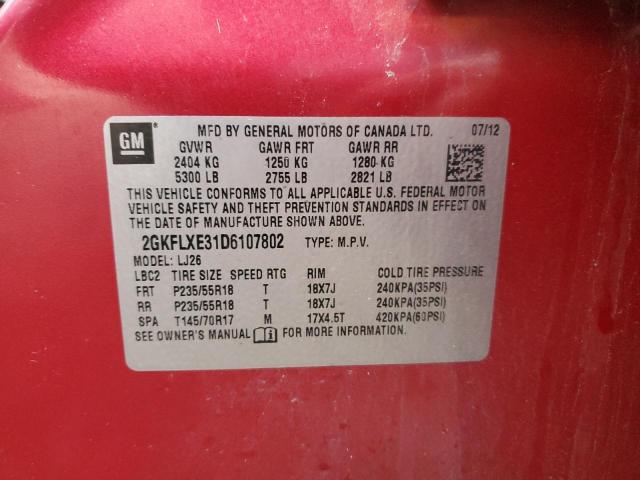 GM ® MFD BY GENERAL MOTORS OF CANADA LTD. 07/12
GVWR GAWR FRT GAWR RR
2404 KG 1250 KG 1280 KG
5300 LB 2755 LB 2821 LB
THIS VEHICLE CONFORMS TO ALL APPLICABLE U.S. FEDERAL MOTOR
VEHICLE SAFETY AND THEFT PREVENTION STANDARDS IN EFFECT ON
THE DATE OF MANUFACTURE SHOWN ABOVE.
2GKFLXE31D6107802 TYPE: M.P.V.
MODEL: LJ26
LBC2 TIRE SIZE SPEED RTG RIM COLD TIRE PRESSURE
FRT P235/55R18 T 18X7J 240KPA(35PSI)
RR P235/55R18 T 18X7J 240KPA(35PSI)
SPA T145/70R17 M 17X4.5T 420KPA(60PSI)
SEE OWNER'S MANUAL FOR MORE INFORMATION.